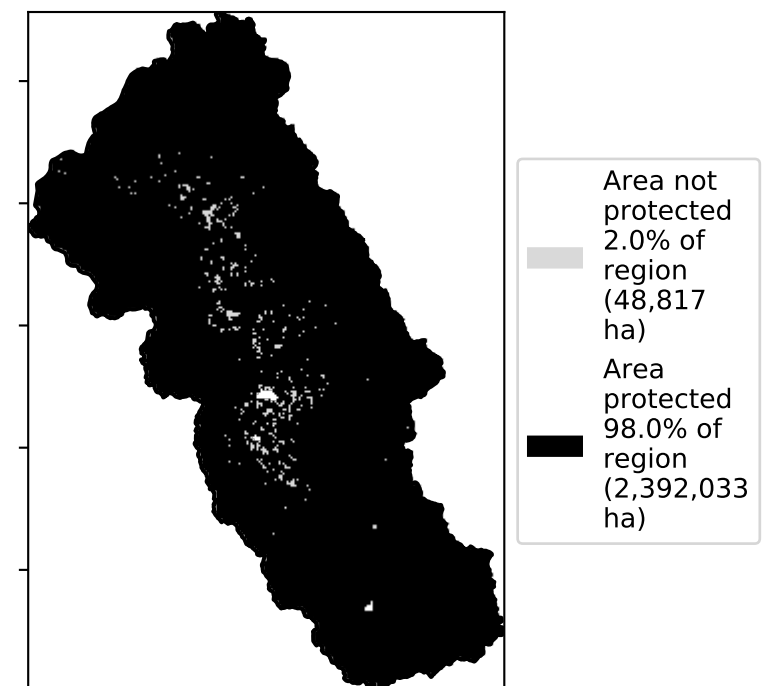 Area not
protected
2.0% of
region
(48,817
ha)
Area
protected
98.0% of
region
(2,392,033
ha)